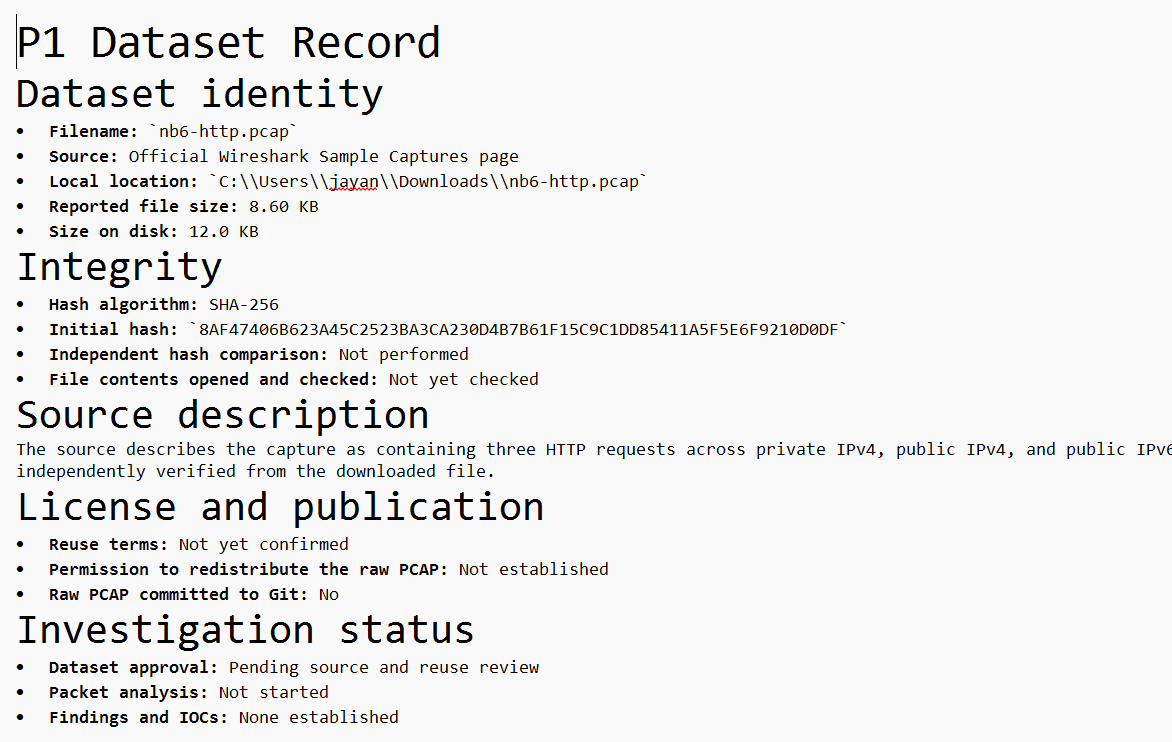 P1 Dataset Record
Dataset identity
• Filename: `nb6-http.pcap`
• Source: Official Wireshark Sample Captures page
• Local location: `C:\\Users\\jayan\\Downloads\\nb6-http.pcap`
• Reported file size: 8.60 KB
• Size on disk: 12.0 KB
Integrity
• Hash algorithm: SHA-256
• Initial hash: `8AF47406B623A45C2523BA3CA230D4B7B61F15C9C1DD85411A5F5E6F9210D0DF`
• Independent hash comparison: Not performed
• File contents opened and checked: Not yet checked
Source description
The source describes the capture as containing three HTTP requests across private IPv4, public IPv4, and public IPv6
independently verified from the downloaded file.
License and publication
• Reuse terms: Not yet confirmed
• Permission to redistribute the raw PCAP: Not established
• Raw PCAP committed to Git: No
Investigation status
• Dataset approval: Pending source and reuse review
• Packet analysis: Not started
• Findings and IOCs: None established